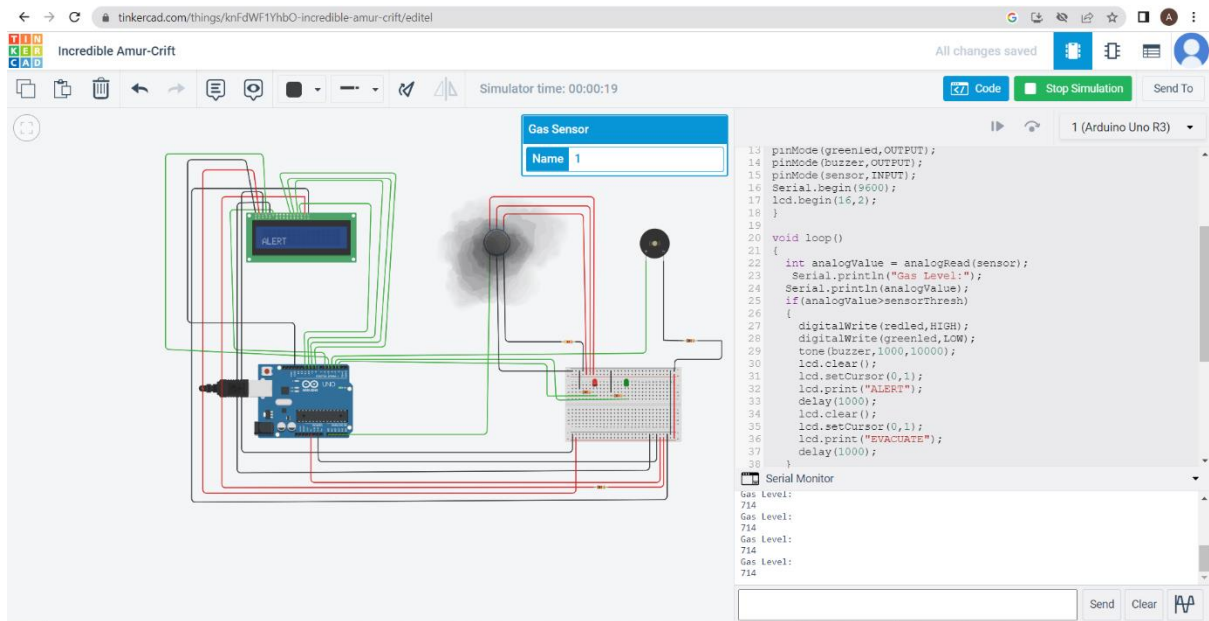 tinkercad.com/things/knFdWF1YhbO-incredible-amur-crift/editel
G
A
TIN
KER
CAD
Incredible Amur-Crift
All changes saved
Simulator time: 00:00:19
Code
Stop Simulation
Send To
1 (Arduino Uno R3)
Gas Sensor
Name 1
ALERT
UNO
13 pinMode(greenled,OUTPUT);
14 pinMode(buzzer,OUTPUT);
15 pinMode(sensor,INPUT);
16 Serial.begin(9600);
17 lcd.begin(16,2);
18 }
19
20 void loop()
21 {
22 int analogValue = analogRead(sensor);
23 Serial.println("Gas Level:");
24 Serial.println(analogValue);
25 if(analogValue>sensorThresh)
26 {
27 digitalWrite(redled,HIGH);
28 digitalWrite(greenled,LOW);
29 tone(buzzer,1000,10000);
30 lcd.clear();
31 lcd.setCursor(0,1);
32 lcd.print("ALERT");
33 delay(1000);
34 lcd.clear();
35 lcd.setCursor(0,1);
36 lcd.print("EVACUATE");
37 delay(1000);
38 }
Serial Monitor
Gas Level:
714
Gas Level:
714
Gas Level:
714
Gas Level:
714
Send
Clear